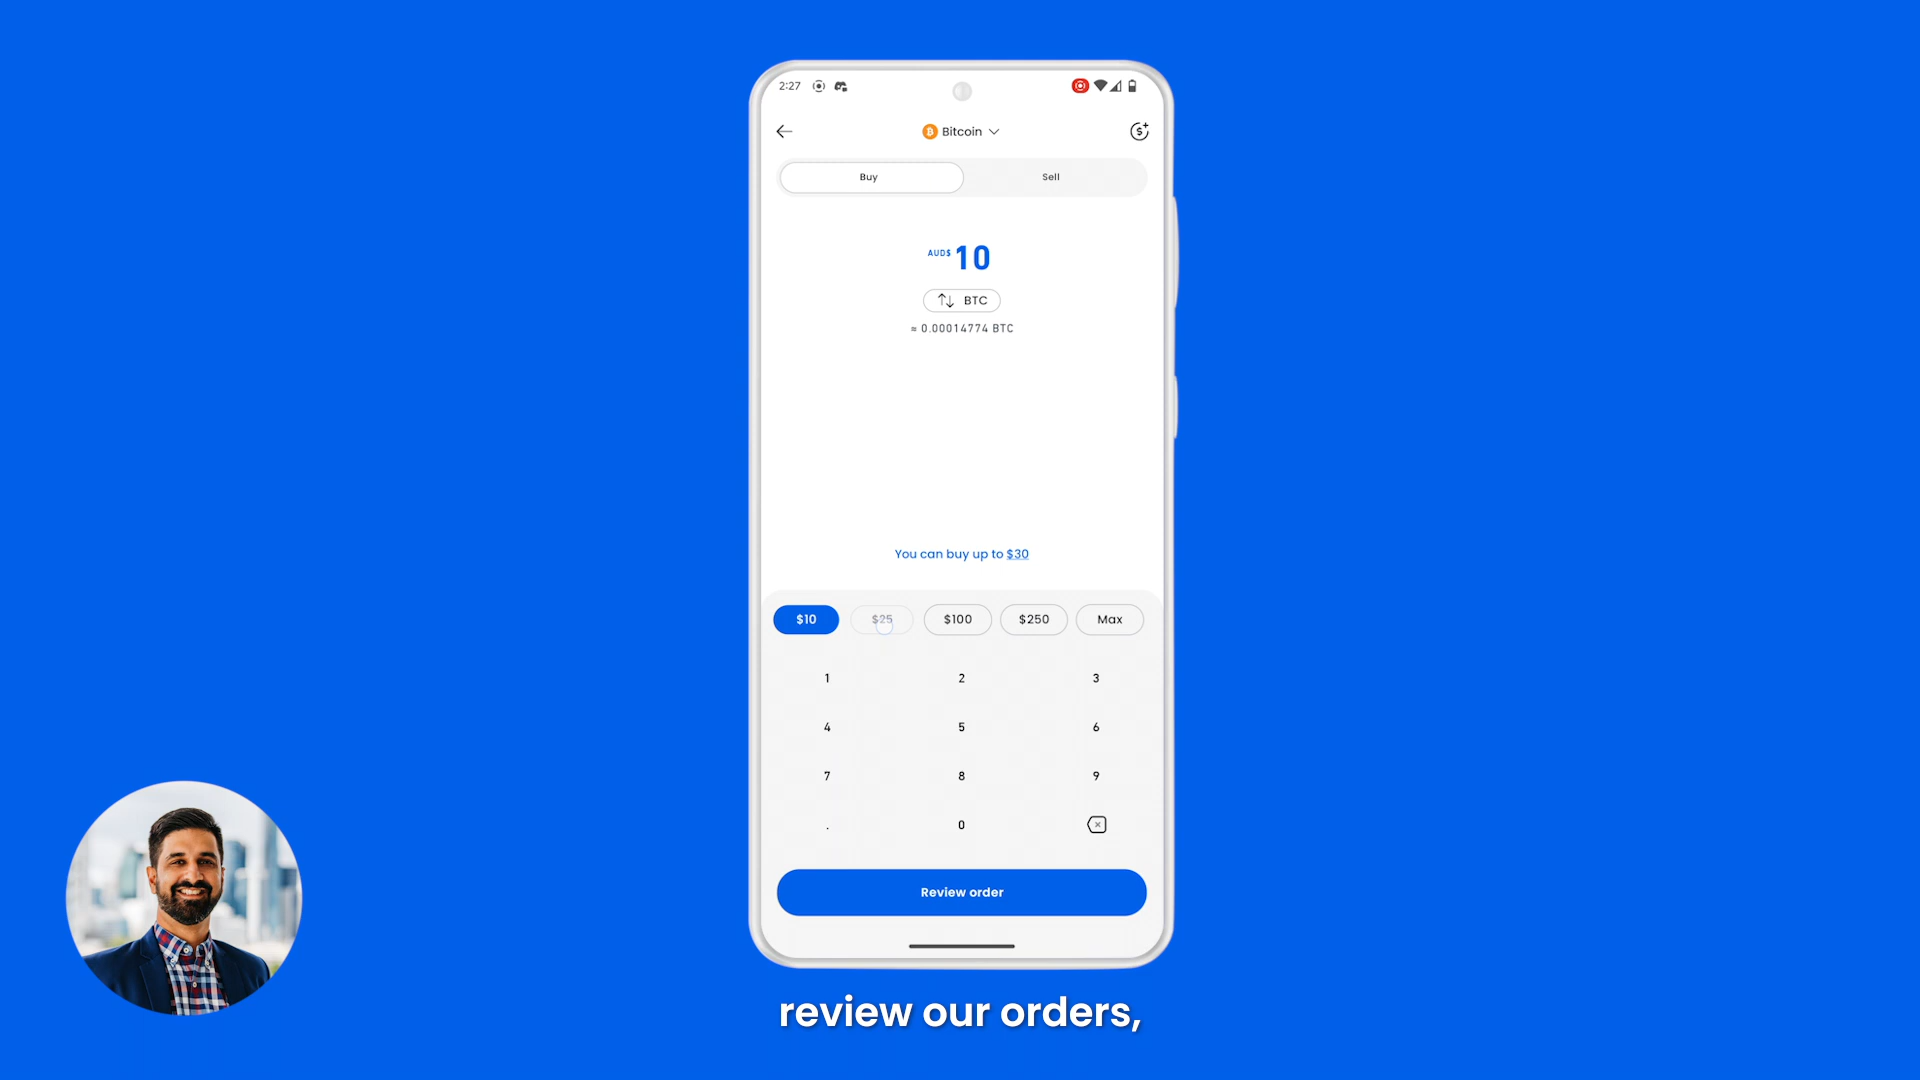 2:27
Bitcoin
Buy
Sell
AUD$ 10
BTC
≈ 0.00014774 BTC
You can buy up to $30
$10
$25
$100
$250
Max
1
2
3
4
5
6
7
8
9
.
0
Review order
review our orders,